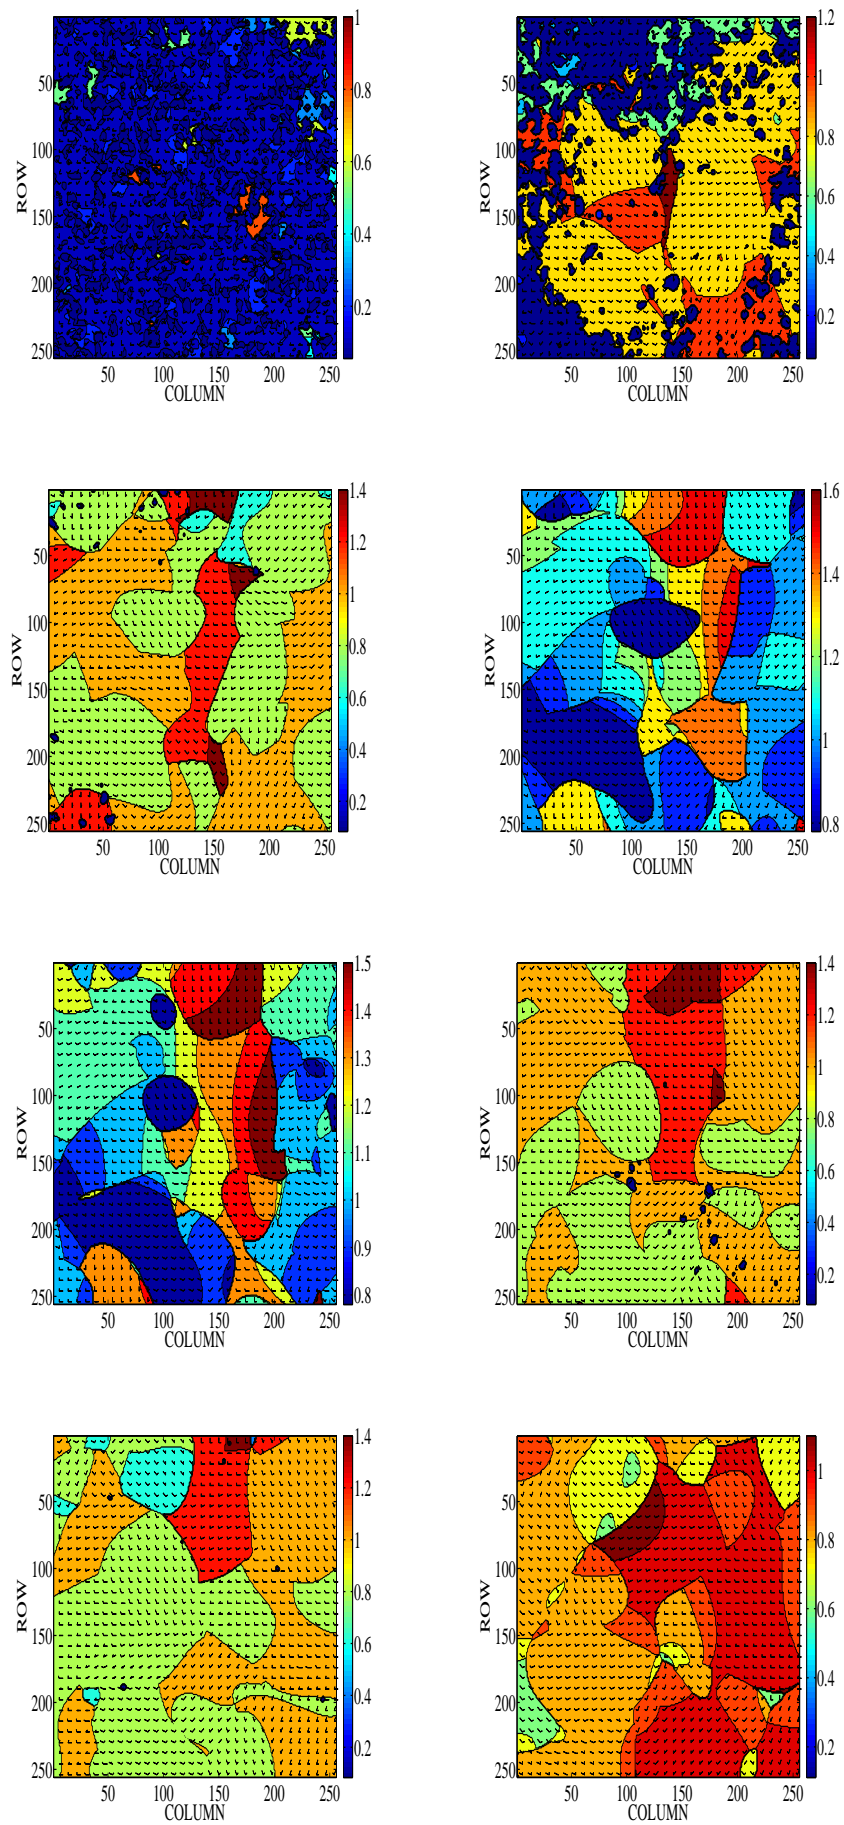 1 1.2
50 0.8 50 1
ROW 100 0.6 ROW 100 0.8
150 150 0.6
200 0.4 200 0.4
250 0.2 250 0.2
50 100 150 200 250 50 100 150 200 250
COLUMN COLUMN
1.4 1.6
50 1.2 50 1.4
ROW 100 1 ROW 100
150 0.8 150 1.2
200 0.6 200 1
0.4
250 0.2 250 0.8
50 100 150 200 250 50 100 150 200 250
COLUMN COLUMN
1.5 1.4
50 1.4 50 1.2
ROW 100 1.3 ROW 100 1
1.2 0.8
150 1.1 150 0.6
200 1 200 0.4
0.9
250 0.8 250 0.2
50 100 150 200 250 50 100 150 200 250
COLUMN COLUMN
1.4
50 1.2 50 1
ROW 100 1 ROW 100 0.8
0.8
150 0.6 150 0.6
200 0.4 200 0.4
250 0.2 250 0.2
50 100 150 200 250 50 100 150 200 250
COLUMN COLUMN